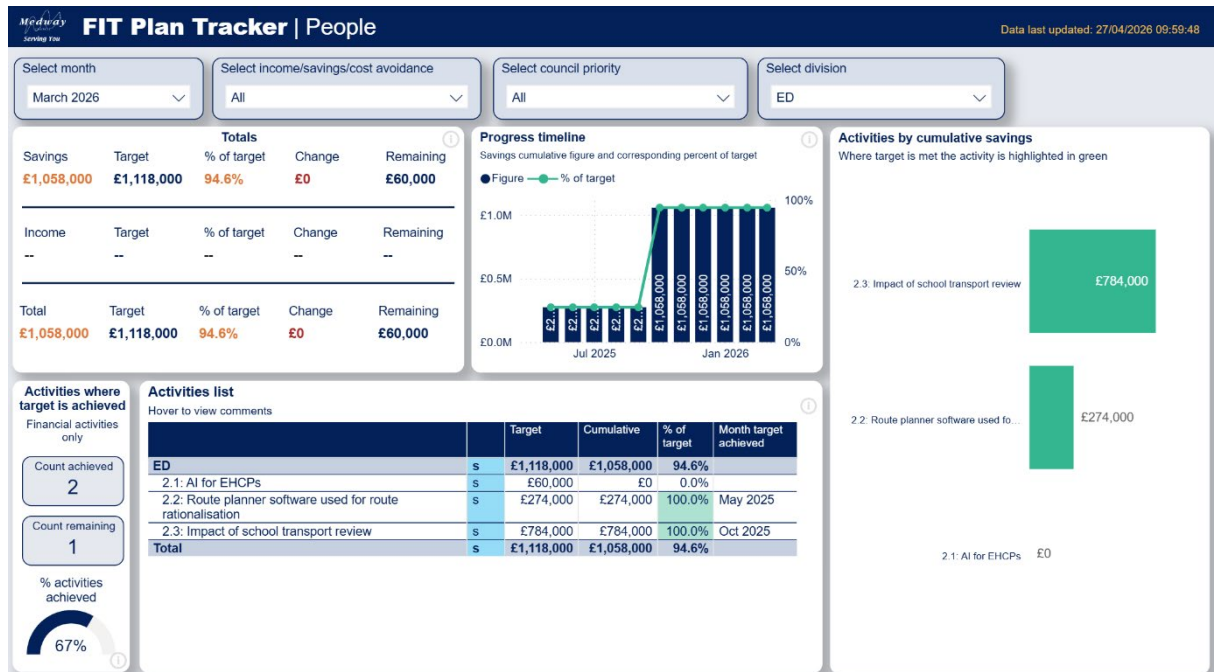 Medway
Serving You
FIT Plan Tracker | People
Data last updated: 27/04/2026 09:59:48
Select month
March 2026
Select income/savings/cost avoidance
All
Select council priority
All
Select division
ED
Totals
Savings Target % of target Change Remaining
£1,058,000 £1,118,000 94.6% £0 £60,000
Income Target % of target Change Remaining
-- -- -- -- --
Total Target % of target Change Remaining
£1,058,000 £1,118,000 94.6% £0 £60,000
Progress timeline
Savings cumulative figure and corresponding percent of target
Figure % of target
£1.0M
£0.5M
£0.0M
100%
50%
0%
£2... £2... £2... £2... £2... £1,058,000 £1,058,000 £1,058,000 £1,058,000 £1,058,000 £1,058,000
Jul 2025 Jan 2026
Activities by cumulative savings
Where target is met the activity is highlighted in green
2.3: Impact of school transport review £784,000
2.2: Route planner software used fo... £274,000
2.1: AI for EHCPs £0
Activities where
target is achieved
Financial activities
only
Count achieved
2
Count remaining
1
% activities
achieved
67%
Activities list
Hover to view comments
Target Cumulative % of target Month target achieved
ED s £1,118,000 £1,058,000 94.6%
2.1: AI for EHCPs s £60,000 £0 0.0%
2.2: Route planner software used for route s £274,000 £274,000 100.0% May 2025
rationalisation
2.3: Impact of school transport review s £784,000 £784,000 100.0% Oct 2025
Total s £1,118,000 £1,058,000 94.6%